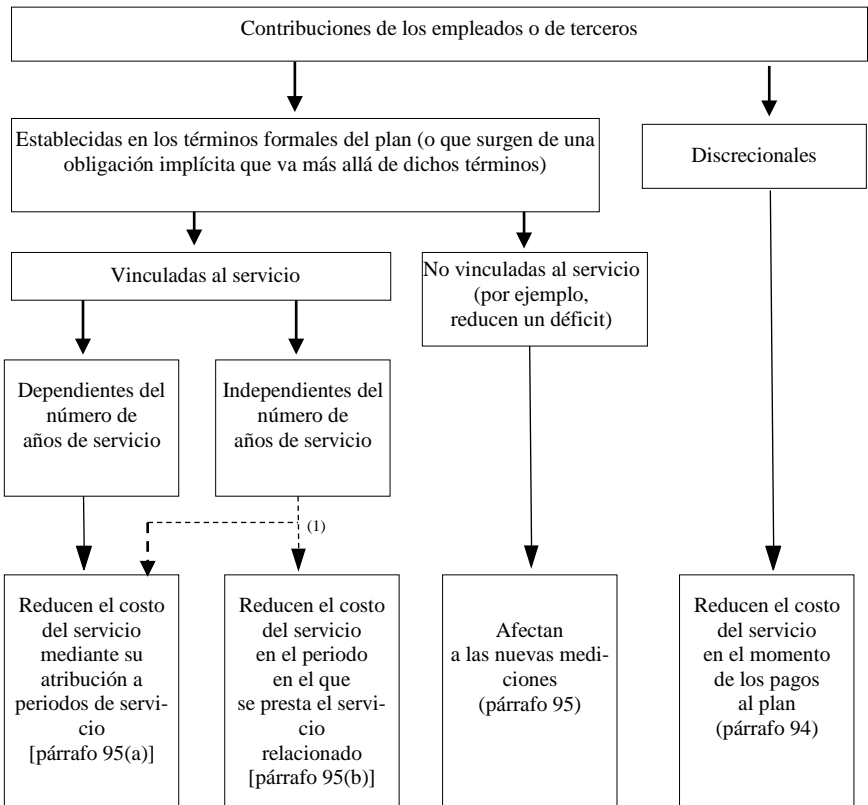 Contribuciones de los empleados o de terceros
Establecidas en los términos formales del plan (o que surgen de una
obligación implícita que va más allá de dichos términos)
Discrecionales
Vinculadas al servicio
No vinculadas al servicio
(por ejemplo,
reducen un déficit)
Dependientes del
número de
años de servicio
Independientes del
número de
años de servicio
(1)
Reducen el costo
del servicio
mediante su
atribución a
periodos de servi-
cio
[párrafo 95(a)]
Reducen el costo
del servicio
en el periodo
en el que
se presta el servi-
cio
relacionado
[párrafo 95(b)]
Afectan
a las nuevas medi-
ciones
(párrafo 95)
Reducen el costo
del servicio
en el momento
de los pagos
al plan
(párrafo 94)